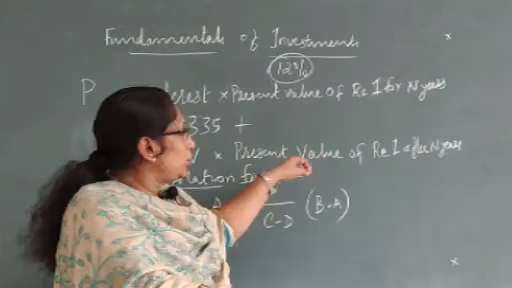 Fundamentals of Investments
12%
P erest × Present value of Re 1 for N years
335 +
y × Present Value of Re 1 after N years
lation fo
C-D (B-A)